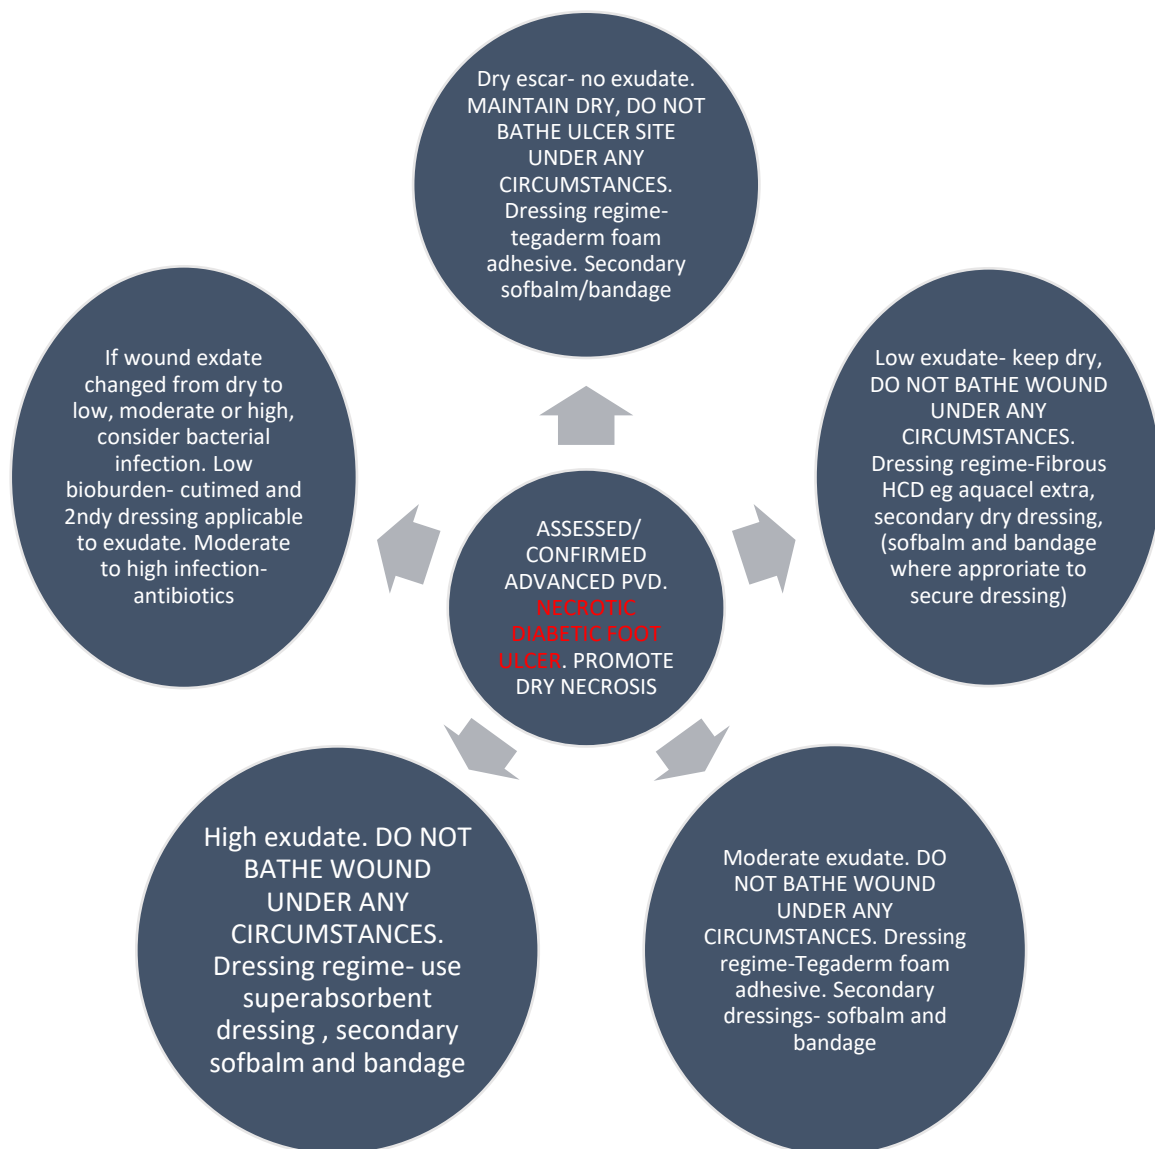 Dry escar- no exudate.
MAINTAIN DRY, DO NOT
BATHE ULCER SITE
UNDER ANY
CIRCUMSTANCES.
Dressing regime-
tegaderm foam
adhesive. Secondary
sofbalm/bandage
If wound exdate
changed from dry to
low, moderate or high,
consider bacterial
infection. Low
bioburden- cutimed and
2ndy dressing applicable
to exudate. Moderate
to high infection-
antibiotics
Low exudate- keep dry,
DO NOT BATHE WOUND
UNDER ANY
CIRCUMSTANCES.
Dressing regime-Fibrous
HCD eg aquacel extra,
secondary dry dressing,
(sofbalm and bandage
where approriate to
secure dressing)
ASSESSED/
CONFIRMED
ADVANCED PVD.
NECROTIC
DIABETIC FOOT
ULCER. PROMOTE
DRY NECROSIS
High exudate. DO NOT
BATHE WOUND
UNDER ANY
CIRCUMSTANCES.
Dressing regime- use
superabsorbent
dressing , secondary
sofbalm and bandage
Moderate exudate. DO
NOT BATHE WOUND
UNDER ANY
CIRCUMSTANCES. Dressing
regime-Tegaderm foam
adhesive. Secondary
dressings- sofbalm and
bandage